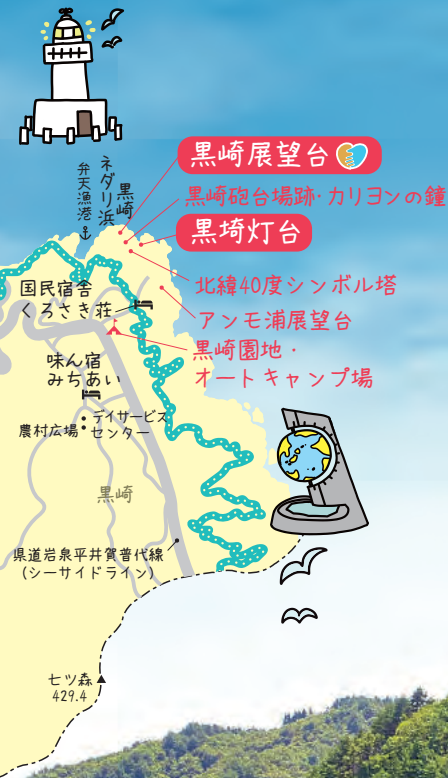 黒崎展望台
黒崎砲台場跡・カリヨンの鐘
黒埼灯台
北緯40度シンボル塔
アンモ浦展望台
黒崎園地・
オートキャンプ場
黒崎
ネダリ浜
弁天漁港
国民宿舎
くろさき荘
味ん宿
みちあい
デイサービス
センター
農村広場
黒崎
県道岩泉平井賀普代線
(シーサイドライン)
七ツ森
429.4